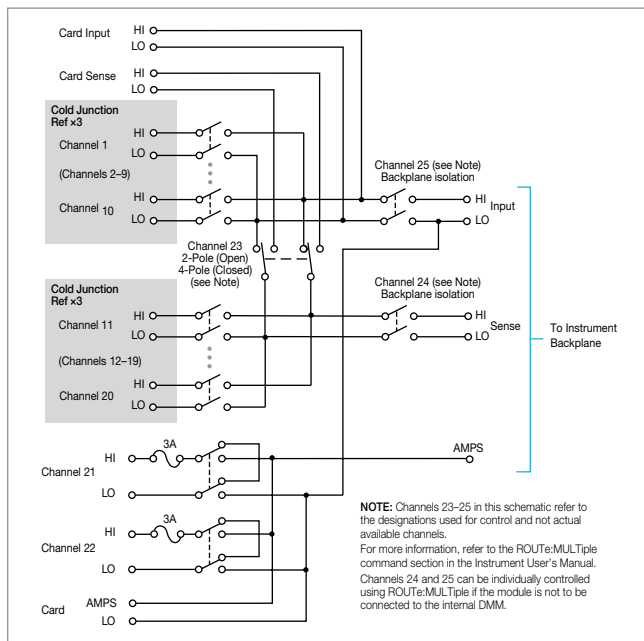 Card Input
HI
LO
Card Sense
HI
LO
Cold Junction
Ref ×3
HI
Channel 1
LO
(Channels 2–9)
HI
Channel 10
LO
Channel 25 (see Note)
Backplane isolation
HI
Input
LO
Channel 23
2-Pole (Open)
4-Pole (Closed)
(see Note)
Cold Junction
Ref ×3
HI
Channel 11
LO
(Channels 12–19)
HI
Channel 20
LO
Channel 24 (see Note)
Backplane isolation
HI
Sense
LO
To Instrument
Backplane
3A
HI
Channel 21
LO
AMPS
3A
HI
Channel 22
LO
AMPS
Card
LO
NOTE: Channels 23–25 in this schematic refer to
the designations used for control and not actual
available channels.
For more information, refer to the ROUTe:MULTiple
command section in the Instrument User's Manual.
Channels 24 and 25 can be individually controlled
using ROUTe:MULTiple if the module is not to be
connected to the internal DMM.